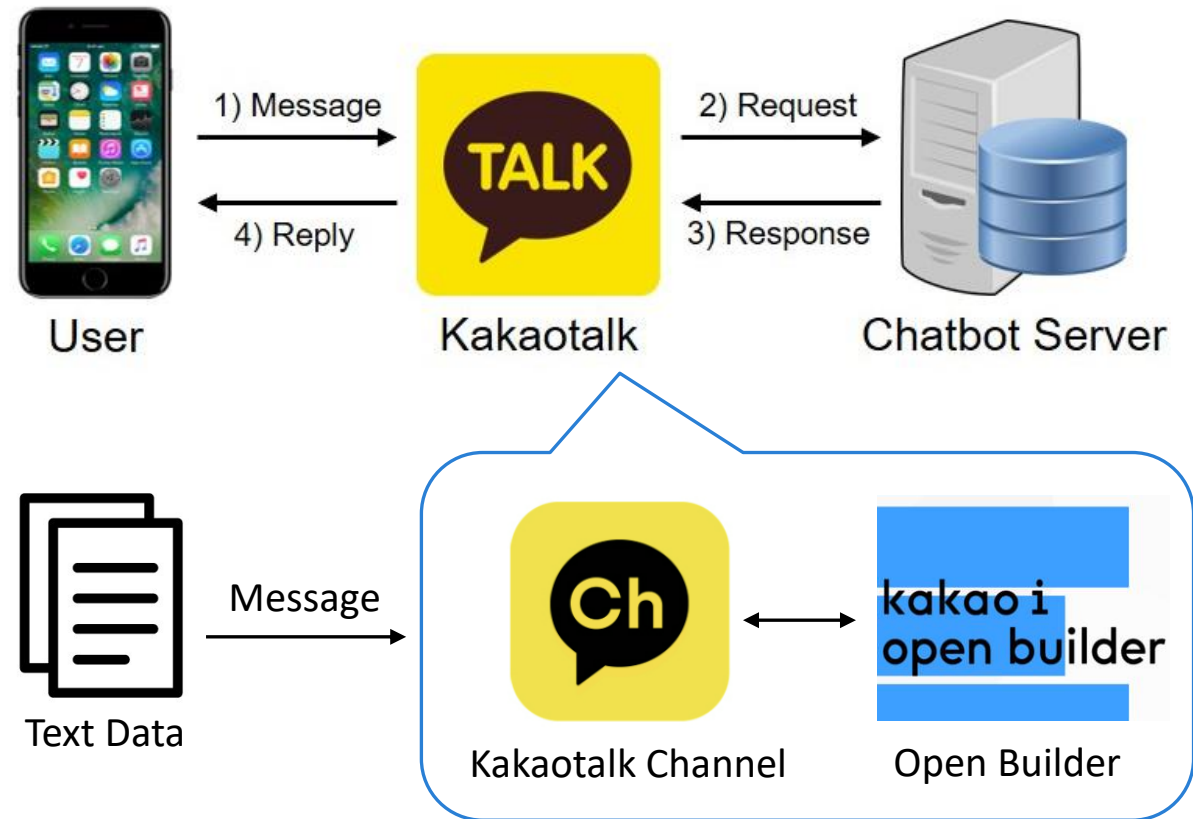 1) Message
2) Request
TALK
4) Reply
3) Response
User
Kakaotalk
Chatbot Server
Message
Ch
kakao i
open builder
Text Data
Kakaotalk Channel
Open Builder